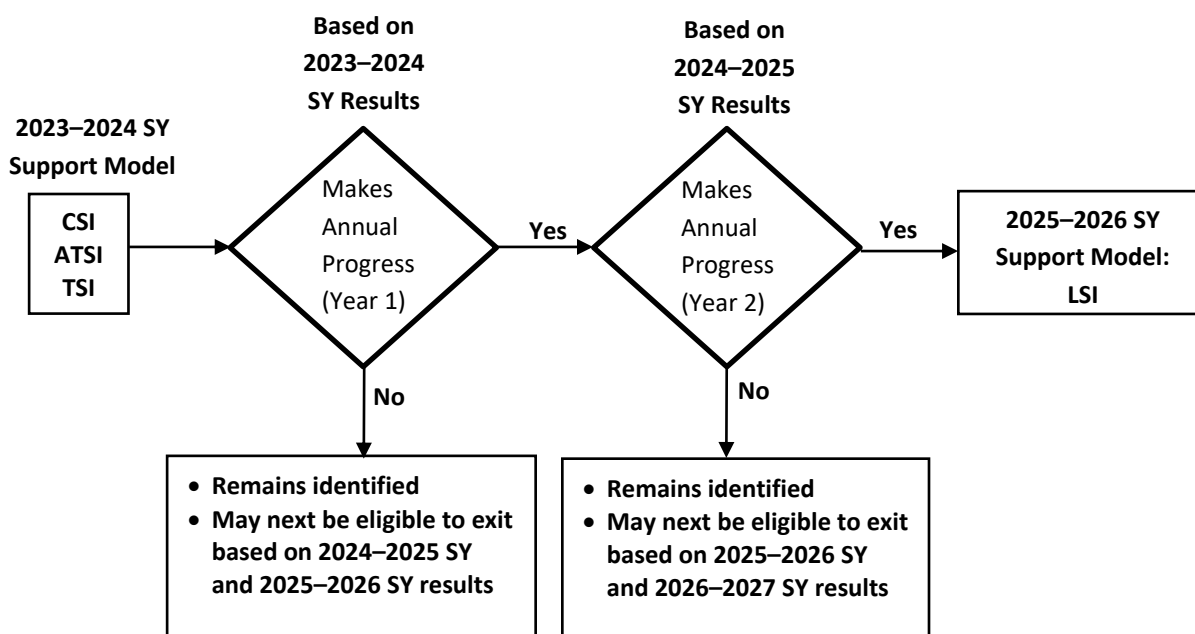 2023–2024 SY
Support Model
CSI
ATSI
TSI
Based on
2023–2024
SY Results
Makes
Annual
Progress
(Year 1)
Yes
No
• Remains identified
• May next be eligible to exit
based on 2024–2025 SY
and 2025–2026 SY results
Based on
2024–2025
SY Results
Makes
Annual
Progress
(Year 2)
Yes
No
• Remains identified
• May next be eligible to exit
based on 2025–2026 SY
and 2026–2027 SY results
2025–2026 SY
Support Model:
LSI